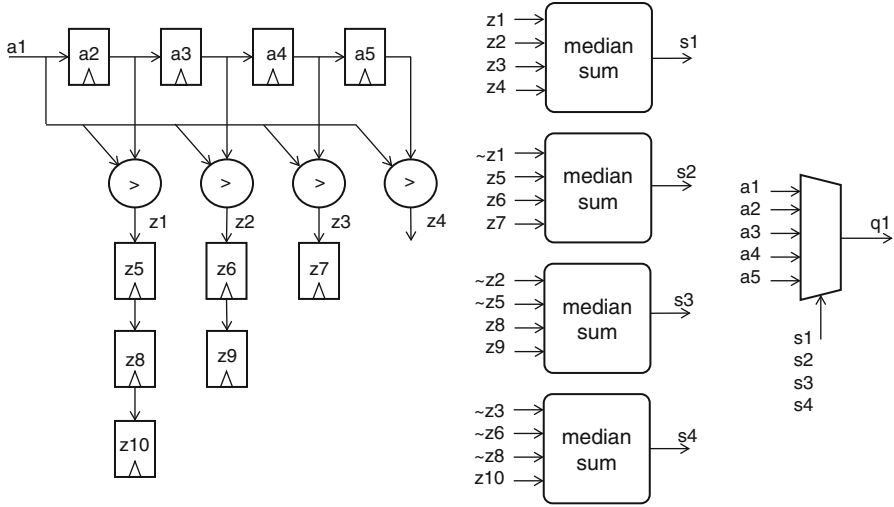 a1
a2
a3
a4
a5
>
>
>
>
z1
z2
z3
z4
z5
z6
z7
z8
z9
z10
z1
z2
z3
z4
median
sum
s1
~z1
z5
z6
z7
median
sum
s2
~z2
~z5
z8
z9
median
sum
s3
~z3
~z6
~z8
z10
median
sum
s4
a1
a2
a3
a4
a5
q1
s1
s2
s3
s4